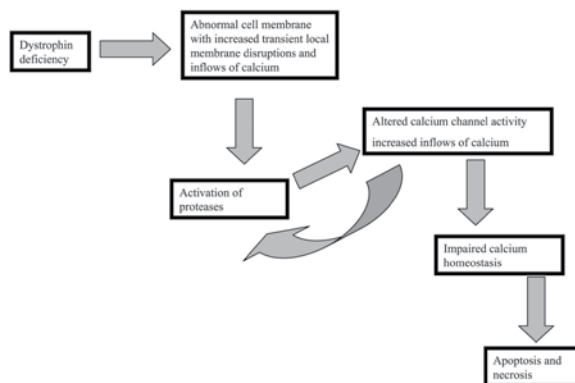 Dystrophin
deficiency
Abnormal cell membrane
with increased transient local
membrane disruptions and
inflows of calcium
Activation of
proteases
Altered calcium channel activity
increased inflows of calcium
Impaired calcium
homeostasis
Apoptosis and
necrosis